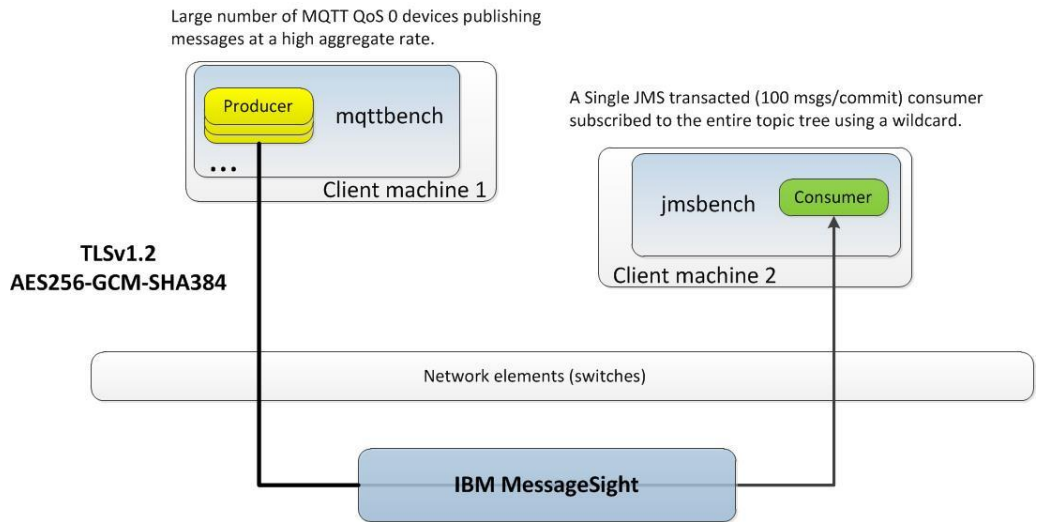 Large number of MQTT QoS 0 devices publishing
messages at a high aggregate rate.
Producer
mqttbench
...
Client machine 1
A Single JMS transacted (100 msgs/commit) consumer
subscribed to the entire topic tree using a wildcard.
jmsbench
Consumer
Client machine 2
TLSv1.2
AES256-GCM-SHA384
Network elements (switches)
IBM MessageSight